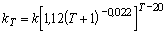 k_T = k[1,12(T+1)^{-0,022}]^{T-20}